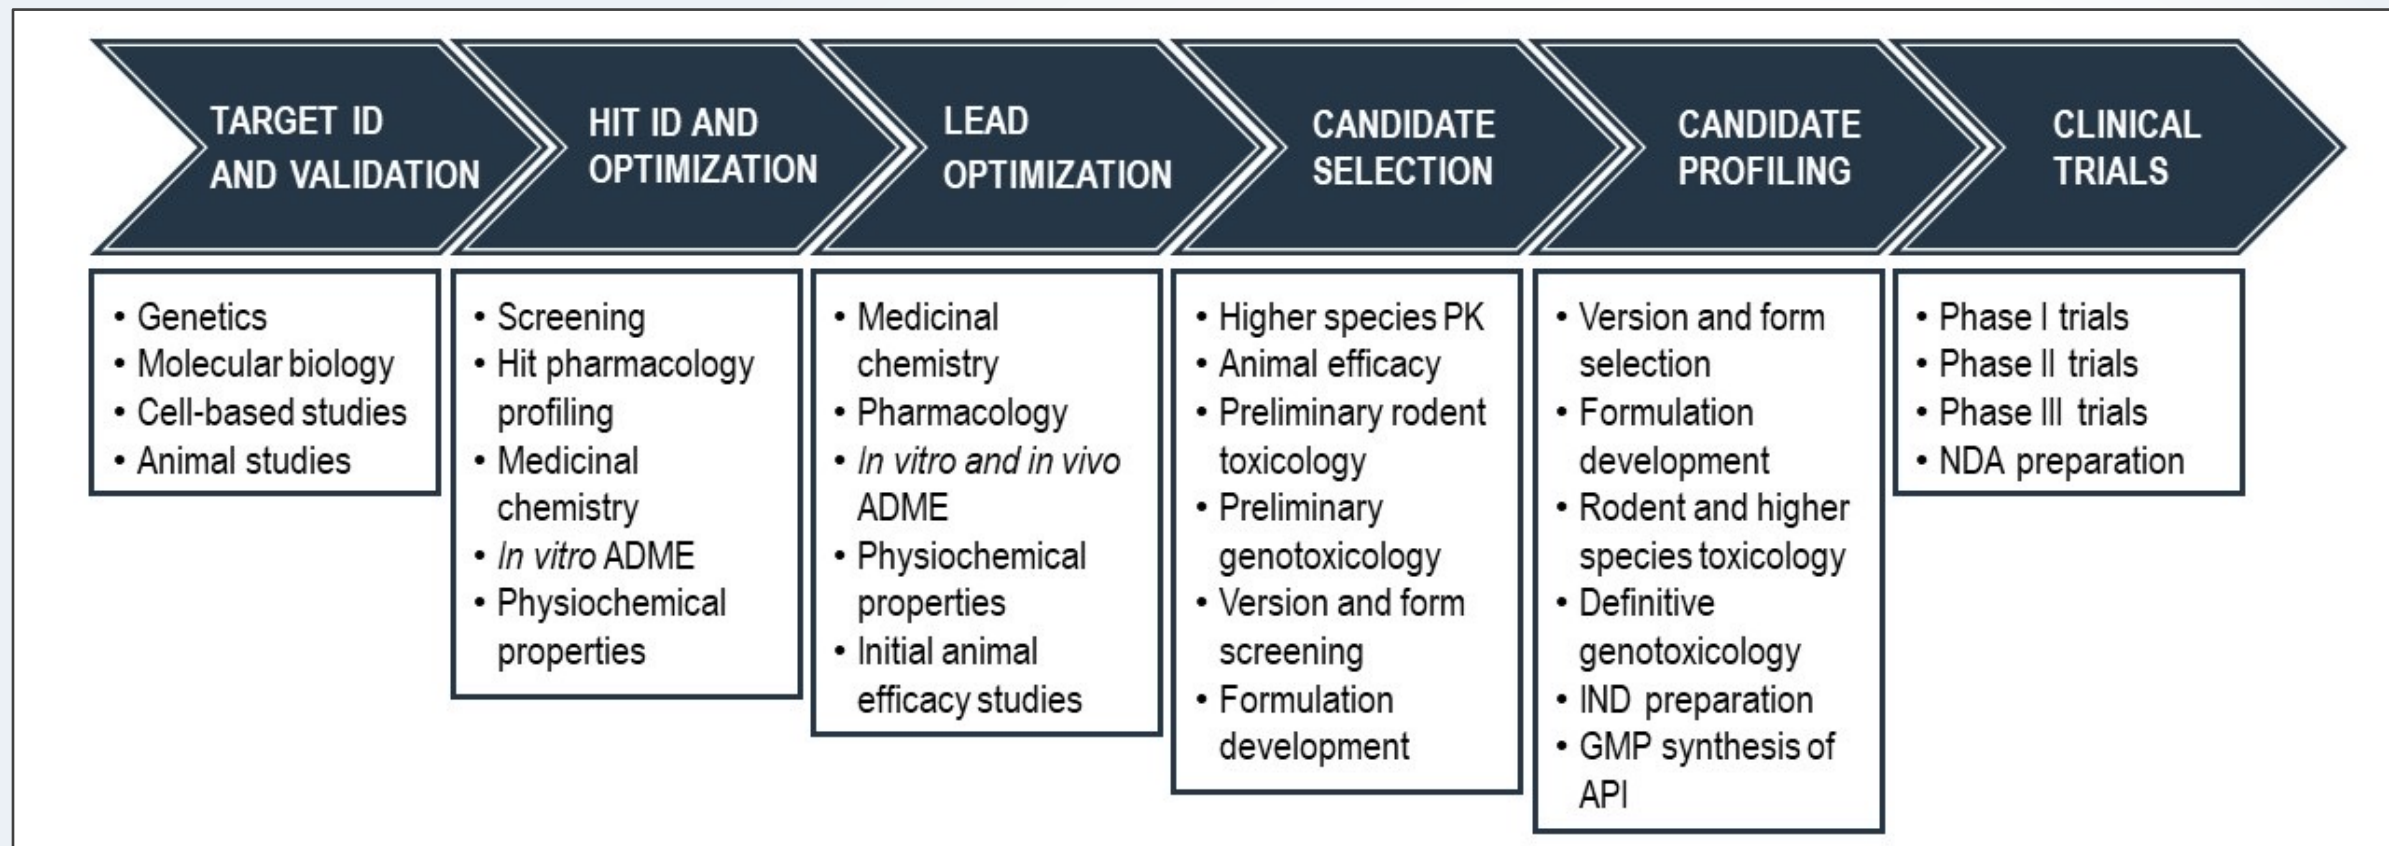 TARGET ID
AND VALIDATION
HIT ID AND
OPTIMIZATION
LEAD
OPTIMIZATION
CANDIDATE
SELECTION
CANDIDATE
PROFILING
CLINICAL
TRIALS
• Genetics
• Molecular biology
• Cell-based studies
• Animal studies
• Screening
• Hit pharmacology
profiling
• Medicinal
chemistry
• In vitro ADME
• Physiochemical
properties
• Medicinal
chemistry
• Pharmacology
• In vitro and in vivo
ADME
• Physiochemical
properties
• Initial animal
efficacy studies
• Higher species PK
• Animal efficacy
• Preliminary rodent
toxicology
• Preliminary
genotoxicology
• Version and form
screening
• Formulation
development
• Version and form
selection
• Formulation
development
• Rodent and higher
species toxicology
• Definitive
genotoxicology
• IND preparation
• GMP synthesis of
API
• Phase I trials
• Phase II trials
• Phase III trials
• NDA preparation